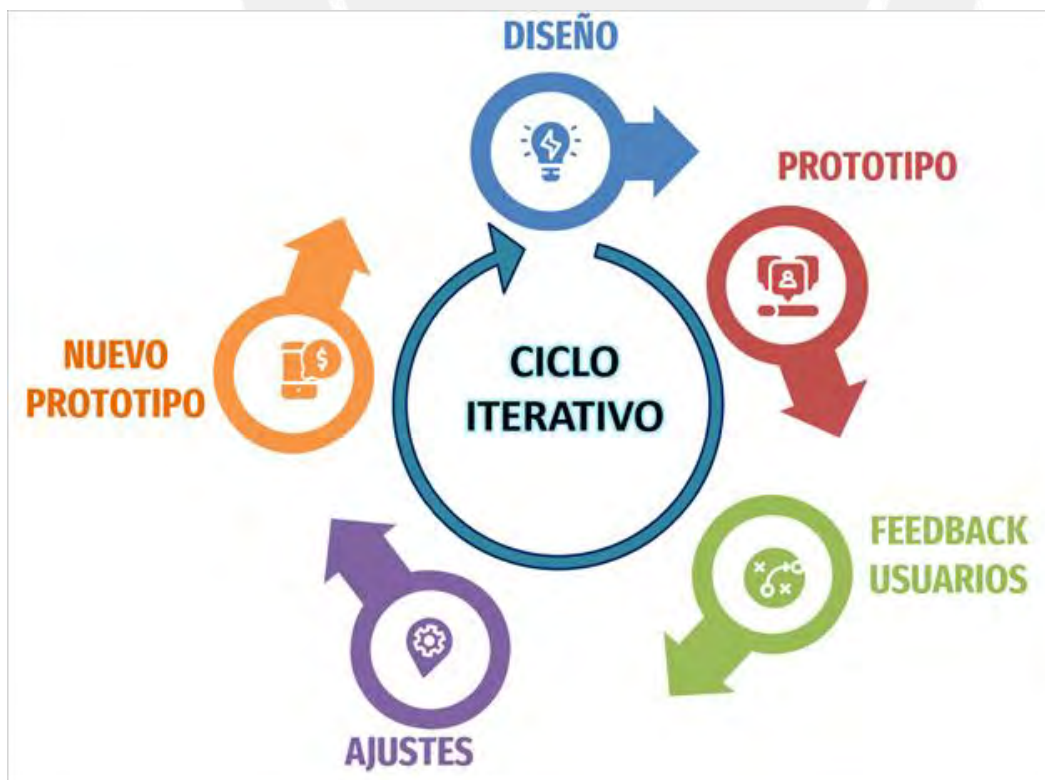 DISEÑO
PROTOTIPO
CICLO
ITERATIVO
NUEVO
PROTOTIPO
FEEDBACK
USUARIOS
AJUSTES
$